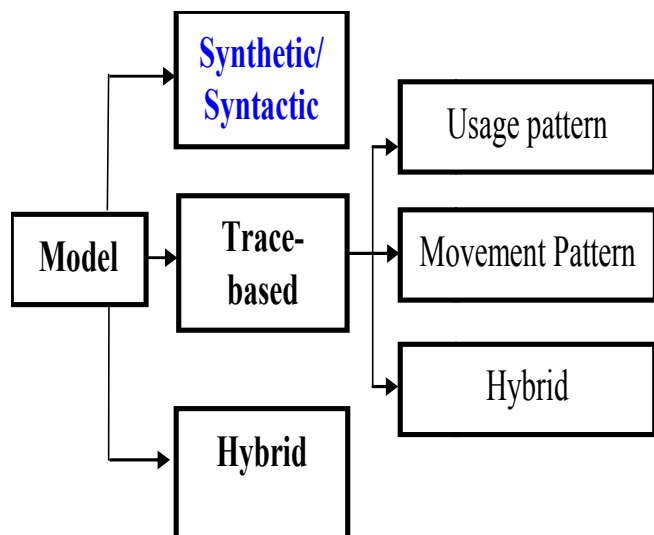 Synthetic/
Syntactic
Usage pattern
Model
Trace-
based
Movement Pattern
Hybrid
Hybrid